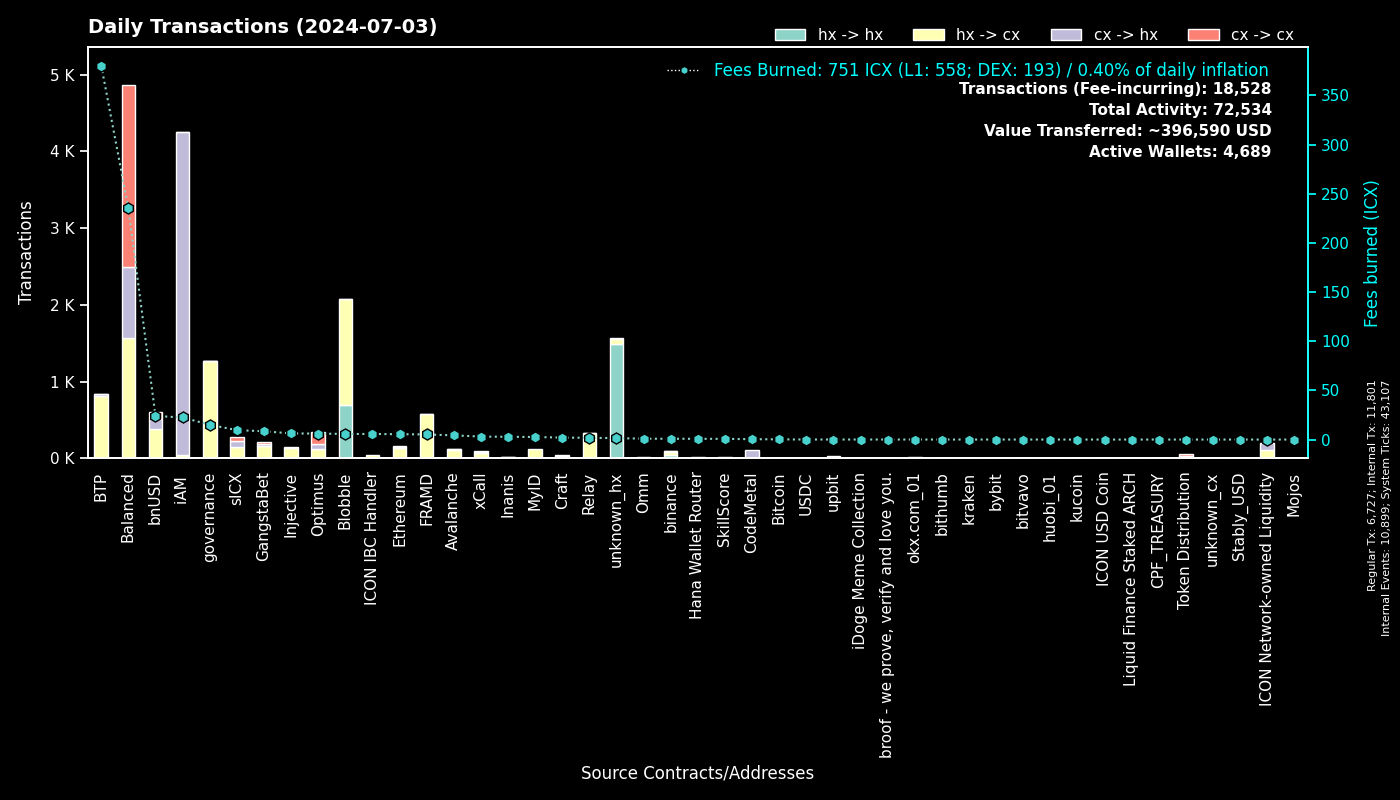 Daily Transactions (2024-07-03)
hx -> hx
hx -> cx
cx -> hx
cx -> cx
Fees Burned: 751 ICX (L1: 558; DEX: 193) / 0.40% of daily inflation
Transactions (Fee-incurring): 18,528
Total Activity: 72,534
Value Transferred: ~396,590 USD
Active Wallets: 4,689
Transactions
5 K
4 K
3 K
2 K
1 K
0 K
350
300
250
200
150
100
50
0
Fees burned (ICX)
Regular Tx: 6,727; Internal Tx: 11,801
Internal Events: 10,899; System Ticks: 43,107
BTP
Balanced
bnUSD
iAM
governance
sICX
GangstaBet
Injective
Optimus
Blobble
ICON IBC Handler
Ethereum
FRAMD
Avalanche
xCall
Inanis
MyID
Craft
Relay
unknown_hx
Omm
binance
Hana Wallet Router
SkillScore
CodeMetal
Bitcoin
USDC
upbit
iDoge Meme Collection
broof - we prove, verify and love you.
okx.com_01
bithumb
kraken
bybit
bitvavo
huobi_01
kucoin
ICON USD Coin
Liquid Finance Staked ARCH
CPF_TREASURY
Token Distribution
unknown_cx
Stably_USD
ICON Network-owned Liquidity
Mojos
Source Contracts/Addresses